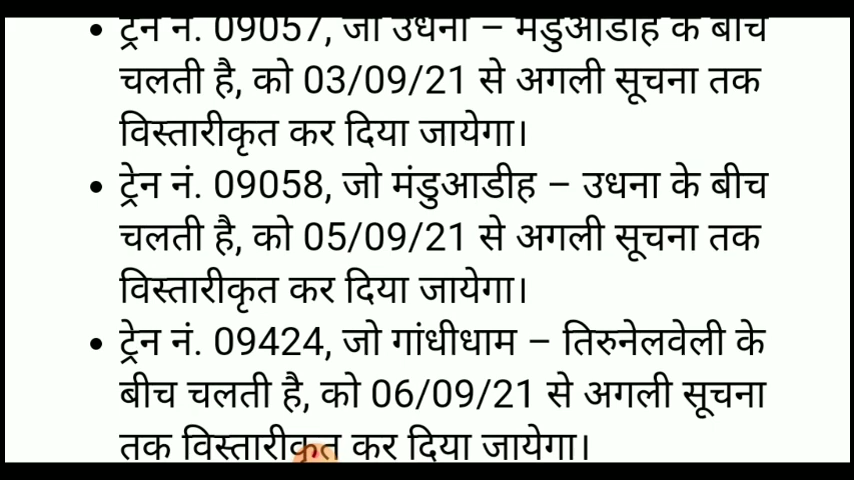 ट्रेन नं. 09057, जो उधना – मंडुआडीह के बीच
चलती है, को 03/09/21 से अगली सूचना तक
विस्तारीकृत कर दिया जायेगा।
ट्रेन नं. 09058, जो मंडुआडीह – उधना के बीच
चलती है, को 05/09/21 से अगली सूचना तक
विस्तारीकृत कर दिया जायेगा।
ट्रेन नं. 09424, जो गांधीधाम – तिरुनेलवेली के
बीच चलती है, को 06/09/21 से अगली सूचना
तक विस्तारीकृत कर दिया जायेगा।